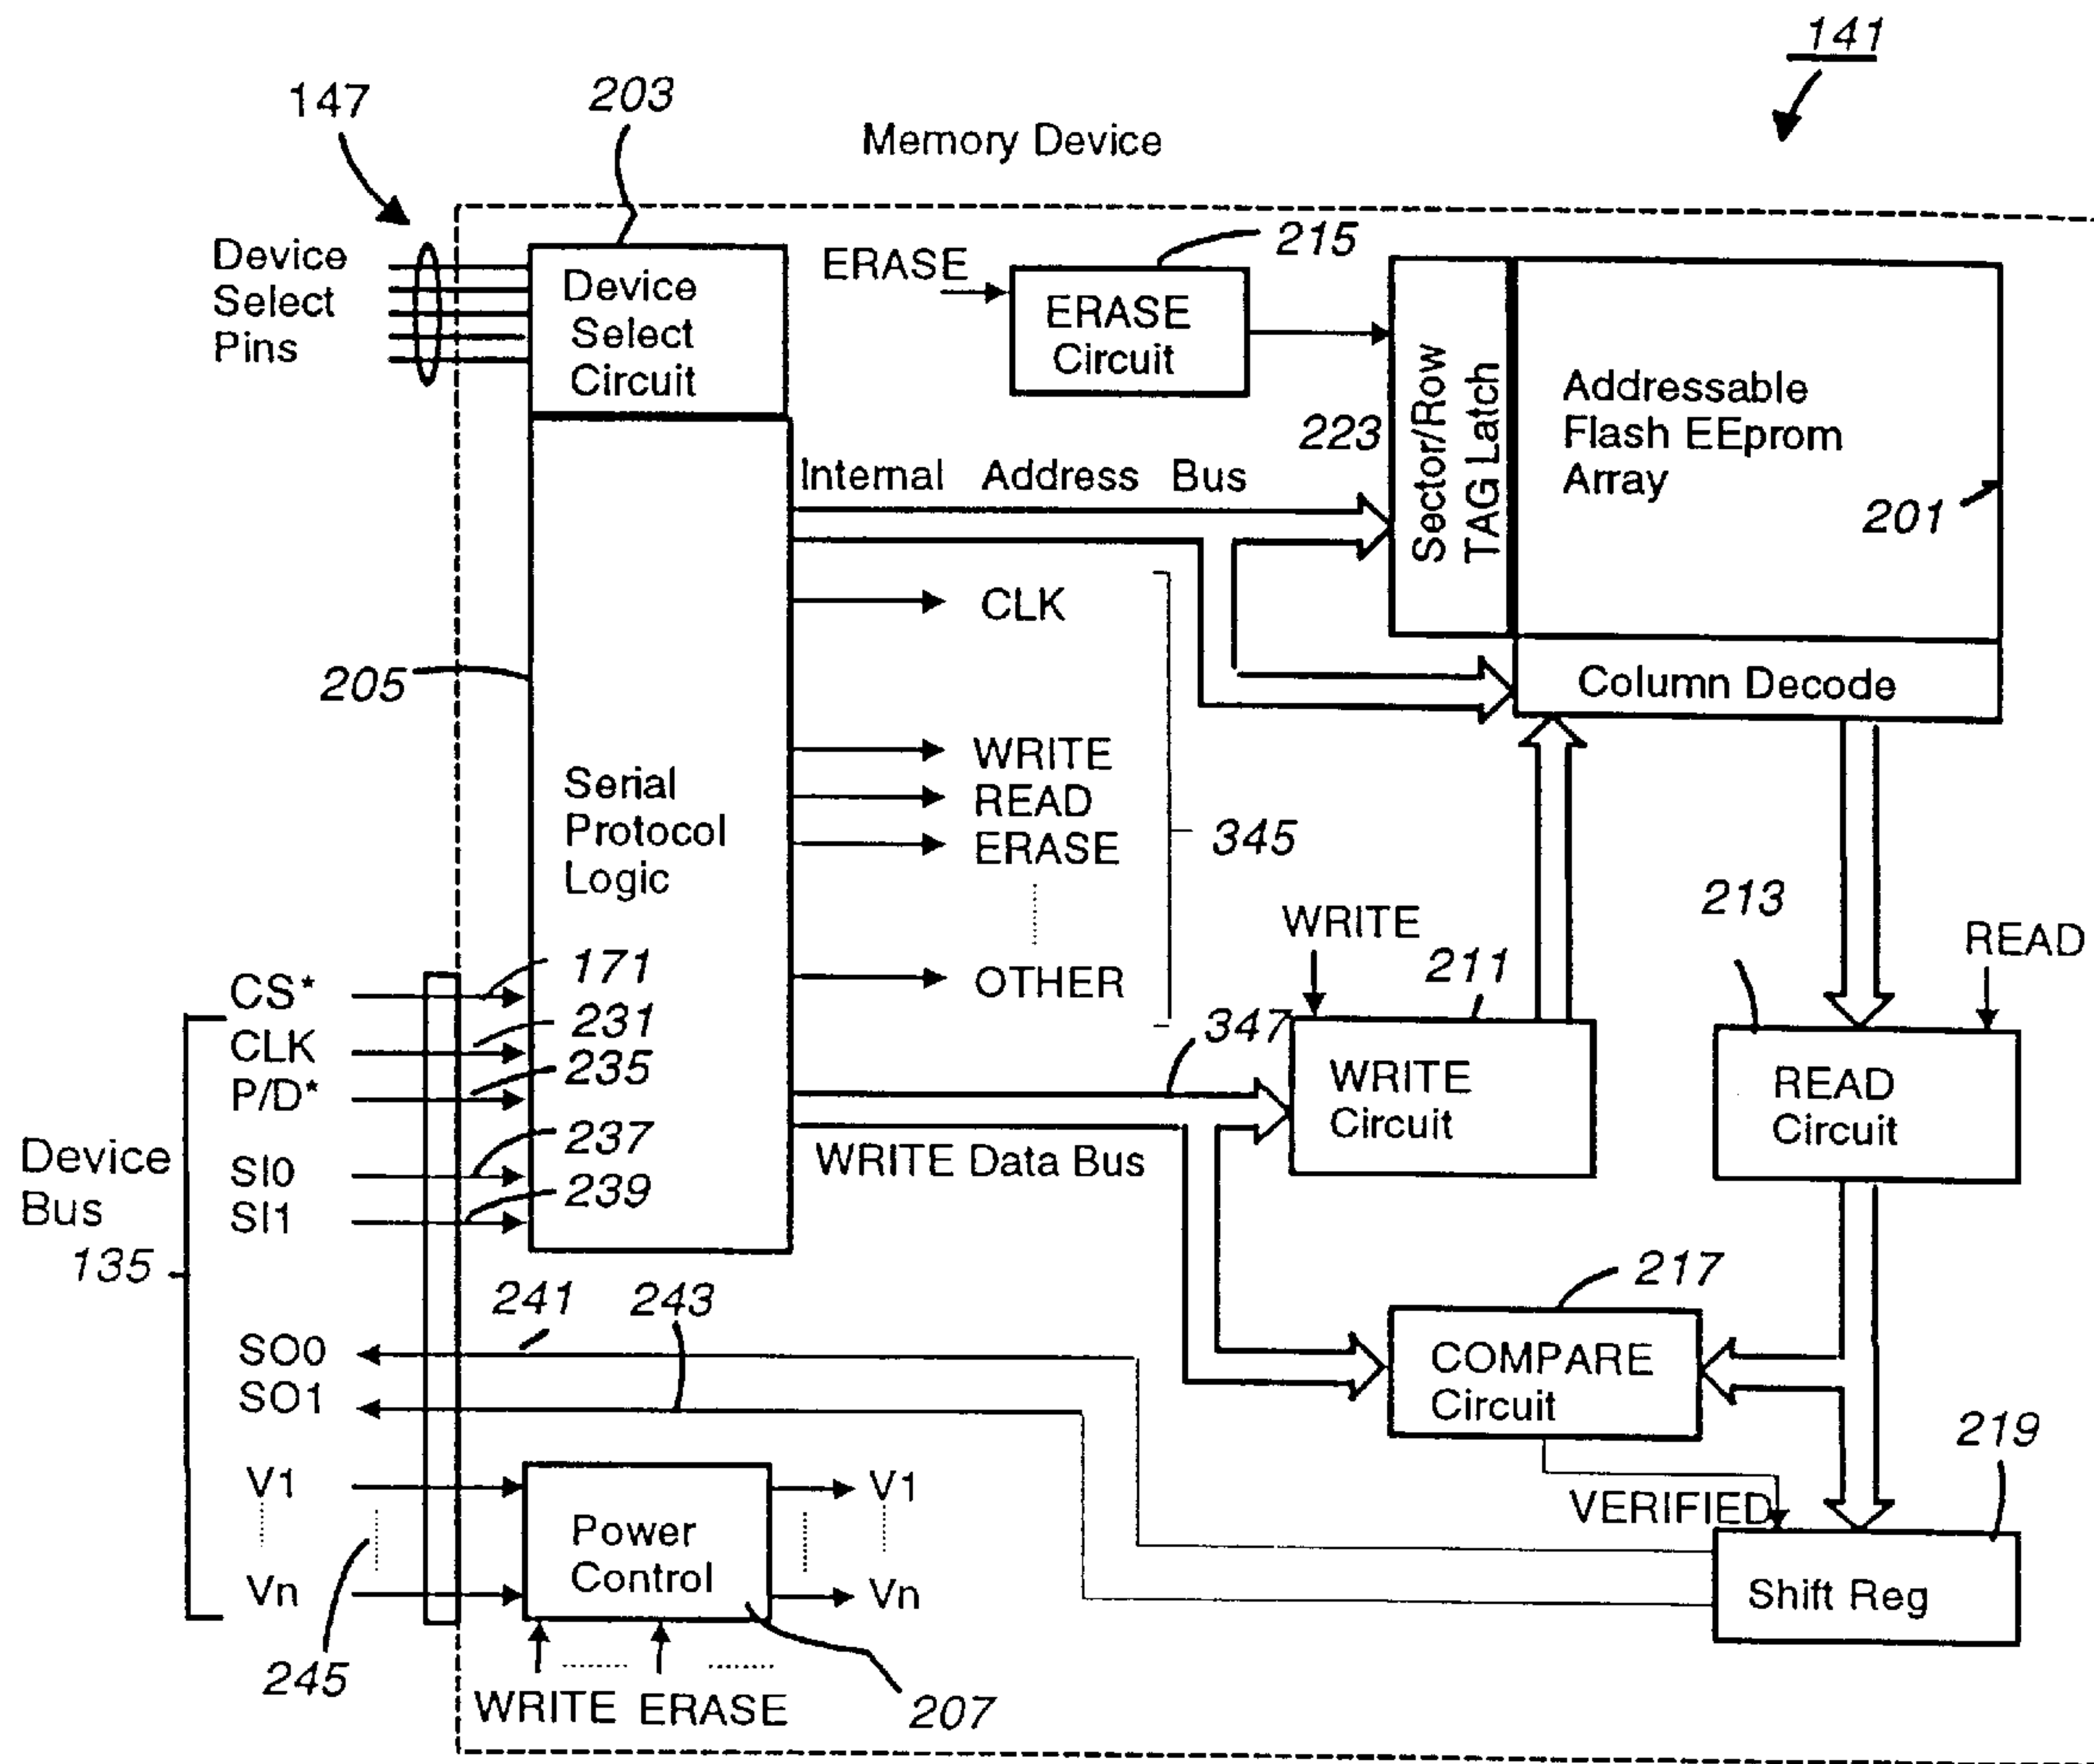 141
147
203
Memory Device
Device
Select
Pins
Device
Select
Circuit
ERASE
215
ERASE
Circuit
223
Sector/Row
TAG Latch
Addressable
Flash EEprom
Array
201
Internal Address Bus
CLK
205
Column Decode
Serial
Protocol
Logic
WRITE
READ
ERASE
OTHER
345
WRITE
211
213
READ
CS*
CLK
P/D*
SI0
SI1
171
231
235
237
239
Device
Bus
135
347
WRITE
Circuit
READ
Circuit
WRITE Data Bus
241
243
SO0
SO1
217
COMPARE
Circuit
219
VERIFIED
Shift Reg
V1
Vn
245
Power
Control
V1
Vn
WRITE ERASE
207